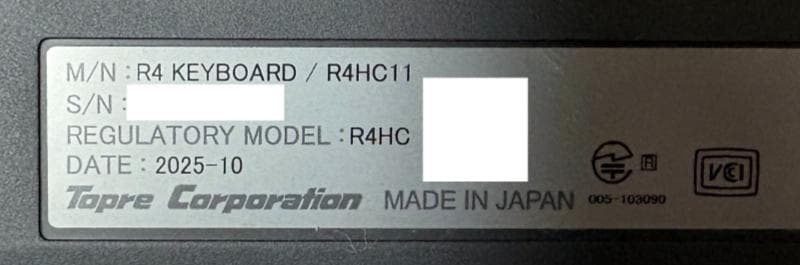 M/N : R4 KEYBOARD / R4HC11
S/N :
REGULATORY MODEL : R4HC
DATE : 2025-10
Topre Corporation MADE IN JAPAN
R
005-103090
VCI